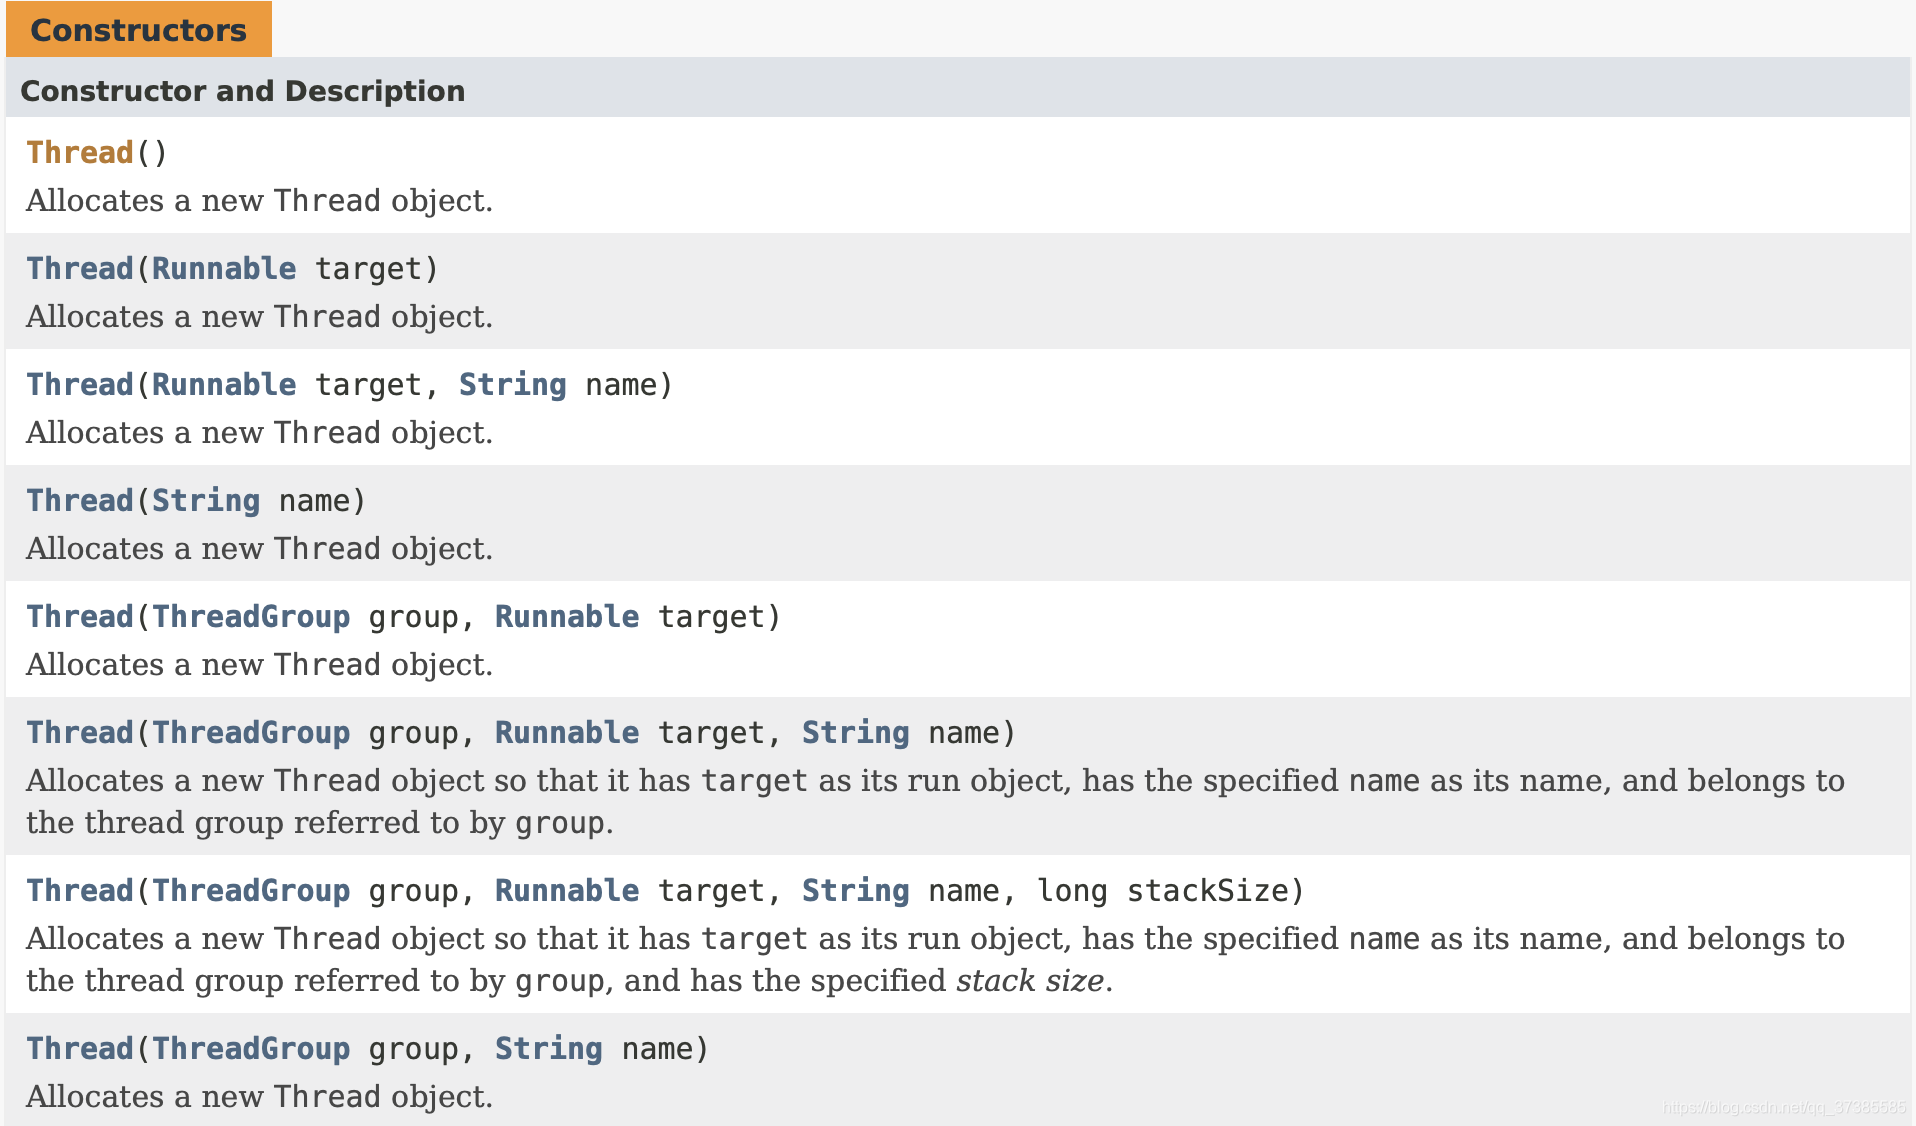 Constructors
Constructor and Description
Thread()
Allocates a new Thread object.
Thread(Runnable target)
Allocates a new Thread object.
Thread(Runnable target, String name)
Allocates a new Thread object.
Thread(String name)
Allocates a new Thread object.
Thread(ThreadGroup group, Runnable target)
Allocates a new Thread object.
Thread(ThreadGroup group, Runnable target, String name)
Allocates a new Thread object so that it has target as its run object, has the specified name as its name, and belongs to
the thread group referred to by group.
Thread(ThreadGroup group, Runnable target, String name, long stackSize)
Allocates a new Thread object so that it has target as its run object, has the specified name as its name, and belongs to
the thread group referred to by group, and has the specified stack size.
Thread(ThreadGroup group, String name)
Allocates a new Thread object.
https://blog.csdn.net/qq_37385585